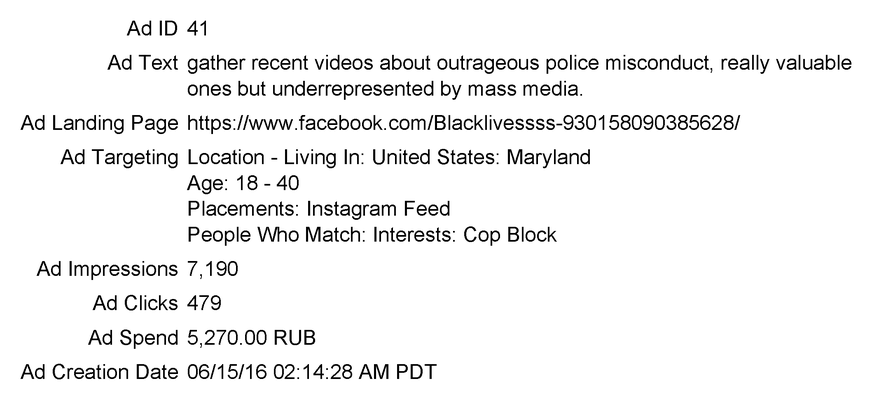 Ad ID 41
Ad Text gather recent videos about outrageous police misconduct, really valuable
ones but underrepresented by mass media.
Ad Landing Page https://www.facebook.com/Blacklivessss-930158090385628/
Ad Targeting Location - Living In: United States: Maryland
Age: 18 - 40
Placements: Instagram Feed
People Who Match: Interests: Cop Block
Ad Impressions 7,190
Ad Clicks 479
Ad Spend 5,270.00 RUB
Ad Creation Date 06/15/16 02:14:28 AM PDT